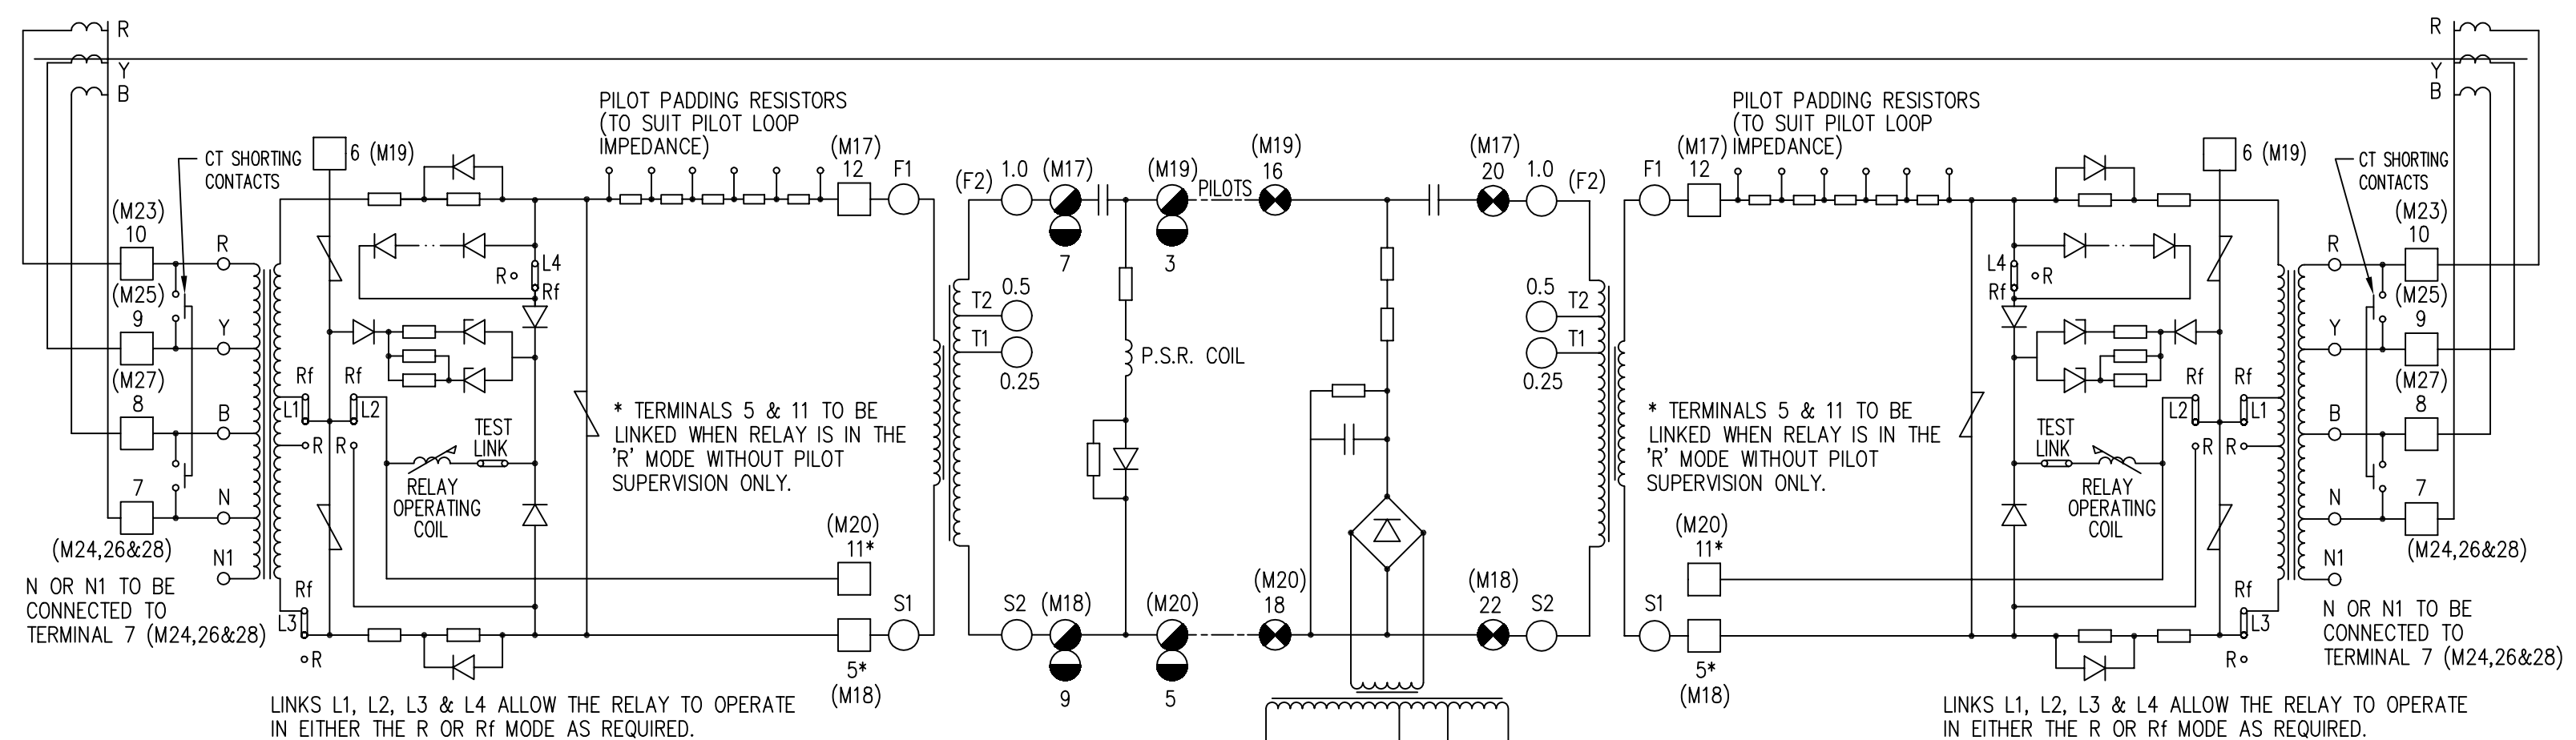 R
Y
B
CT SHORTING
CONTACTS
6 (M19)
PILOT PADDING RESISTORS
(TO SUIT PILOT LOOP
IMPEDANCE)
(M17)
12
F1
(F2)
1.0
(M17)
7
(M19)
3
PILOTS
(M19)
16
(M17)
20
1.0
(F2)
F1
(M17)
12
PILOT PADDING RESISTORS
(TO SUIT PILOT LOOP
IMPEDANCE)
6 (M19)
CT SHORTING
CONTACTS
R
Y
B
(M23)
10
R
(M25)
9
Y
(M27)
8
B
7
N
(M24,26&28)
N1
N OR N1 TO BE
CONNECTED TO
TERMINAL 7 (M24,26&28)
L4
R
Rf
Rf
Rf
L1
L2
R
R
TEST
LINK
RELAY
OPERATING
COIL
Rf
L3
R
* TERMINALS 5 & 11 TO BE
LINKED WHEN RELAY IS IN THE
'R' MODE WITHOUT PILOT
SUPERVISION ONLY.
(M20)
11*
S1
5*
(M18)
T2
0.5
T1
0.25
P.S.R. COIL
S2
(M18)
9
(M20)
5
(M20)
18
(M18)
22
S2
0.5
T2
T1
0.25
* TERMINALS 5 & 11 TO BE
LINKED WHEN RELAY IS IN THE
'R' MODE WITHOUT PILOT
SUPERVISION ONLY.
(M20)
11*
S1
5*
(M18)
L4
R
Rf
Rf
Rf
L2
L1
R
R
TEST
LINK
RELAY
OPERATING
COIL
Rf
L3
R
R
(M23)
10
(M25)
9
Y
(M27)
8
B
7
N
(M24,26&28)
N1
N OR N1 TO BE
CONNECTED TO
TERMINAL 7 (M24,26&28)
LINKS L1, L2, L3 & L4 ALLOW THE RELAY TO OPERATE
IN EITHER THE R OR Rf MODE AS REQUIRED.
LINKS L1, L2, L3 & L4 ALLOW THE RELAY TO OPERATE
IN EITHER THE R OR Rf MODE AS REQUIRED.